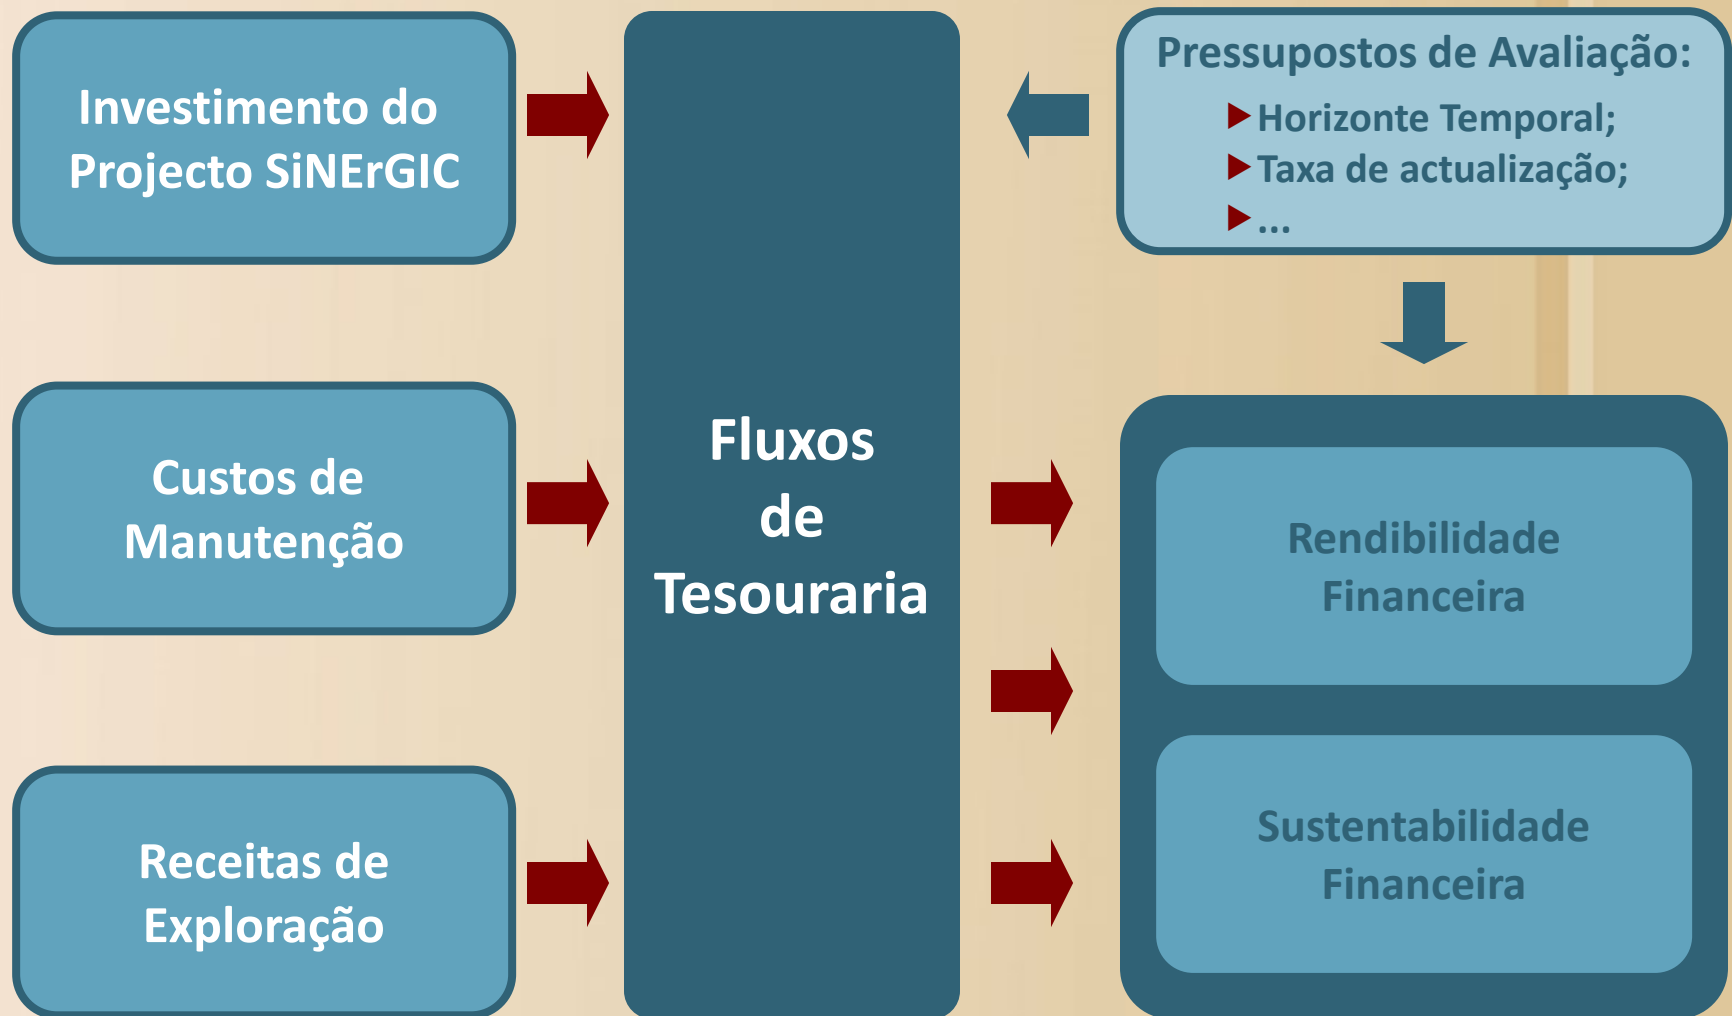 Investimento do
Projecto SiNErGIC
Custos de
Manutenção
Receitas de
Exploração
Fluxos
de
Tesouraria
Pressupostos de Avaliação:
Horizonte Temporal;
Taxa de actualização;
...
Rendibilidade
Financeira
Sustentabilidade
Financeira